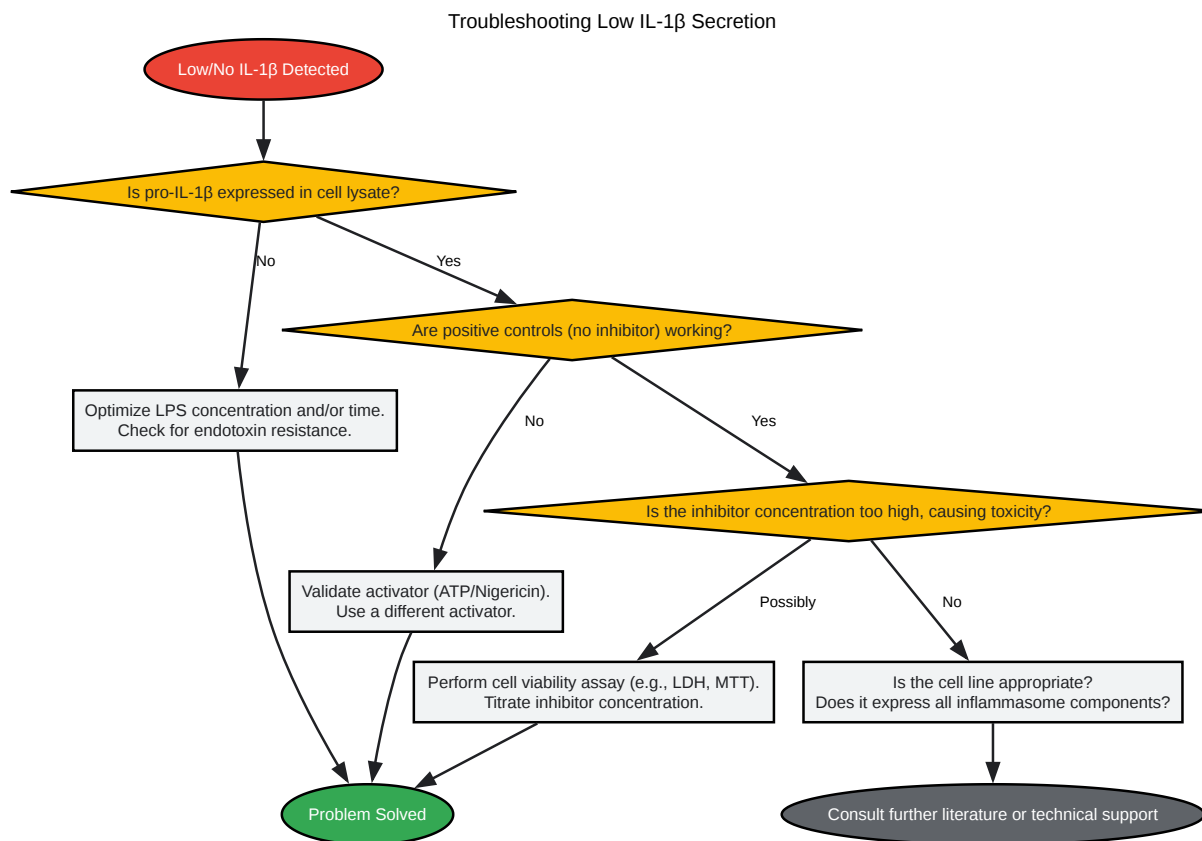 Troubleshooting Low IL-1β Secretion
Low/No IL-1β Detected
Is pro-IL-1β expressed in cell lysate?
No
Yes
Are positive controls (no inhibitor) working?
Optimize LPS concentration and/or time.
Check for endotoxin resistance.
No
Yes
Is the inhibitor concentration too high, causing toxicity?
Validate activator (ATP/Nigericin).
Use a different activator.
Possibly
No
Perform cell viability assay (e.g., LDH, MTT).
Titrate inhibitor concentration.
Is the cell line appropriate?
Does it express all inflammasome components?
Problem Solved
Consult further literature or technical support